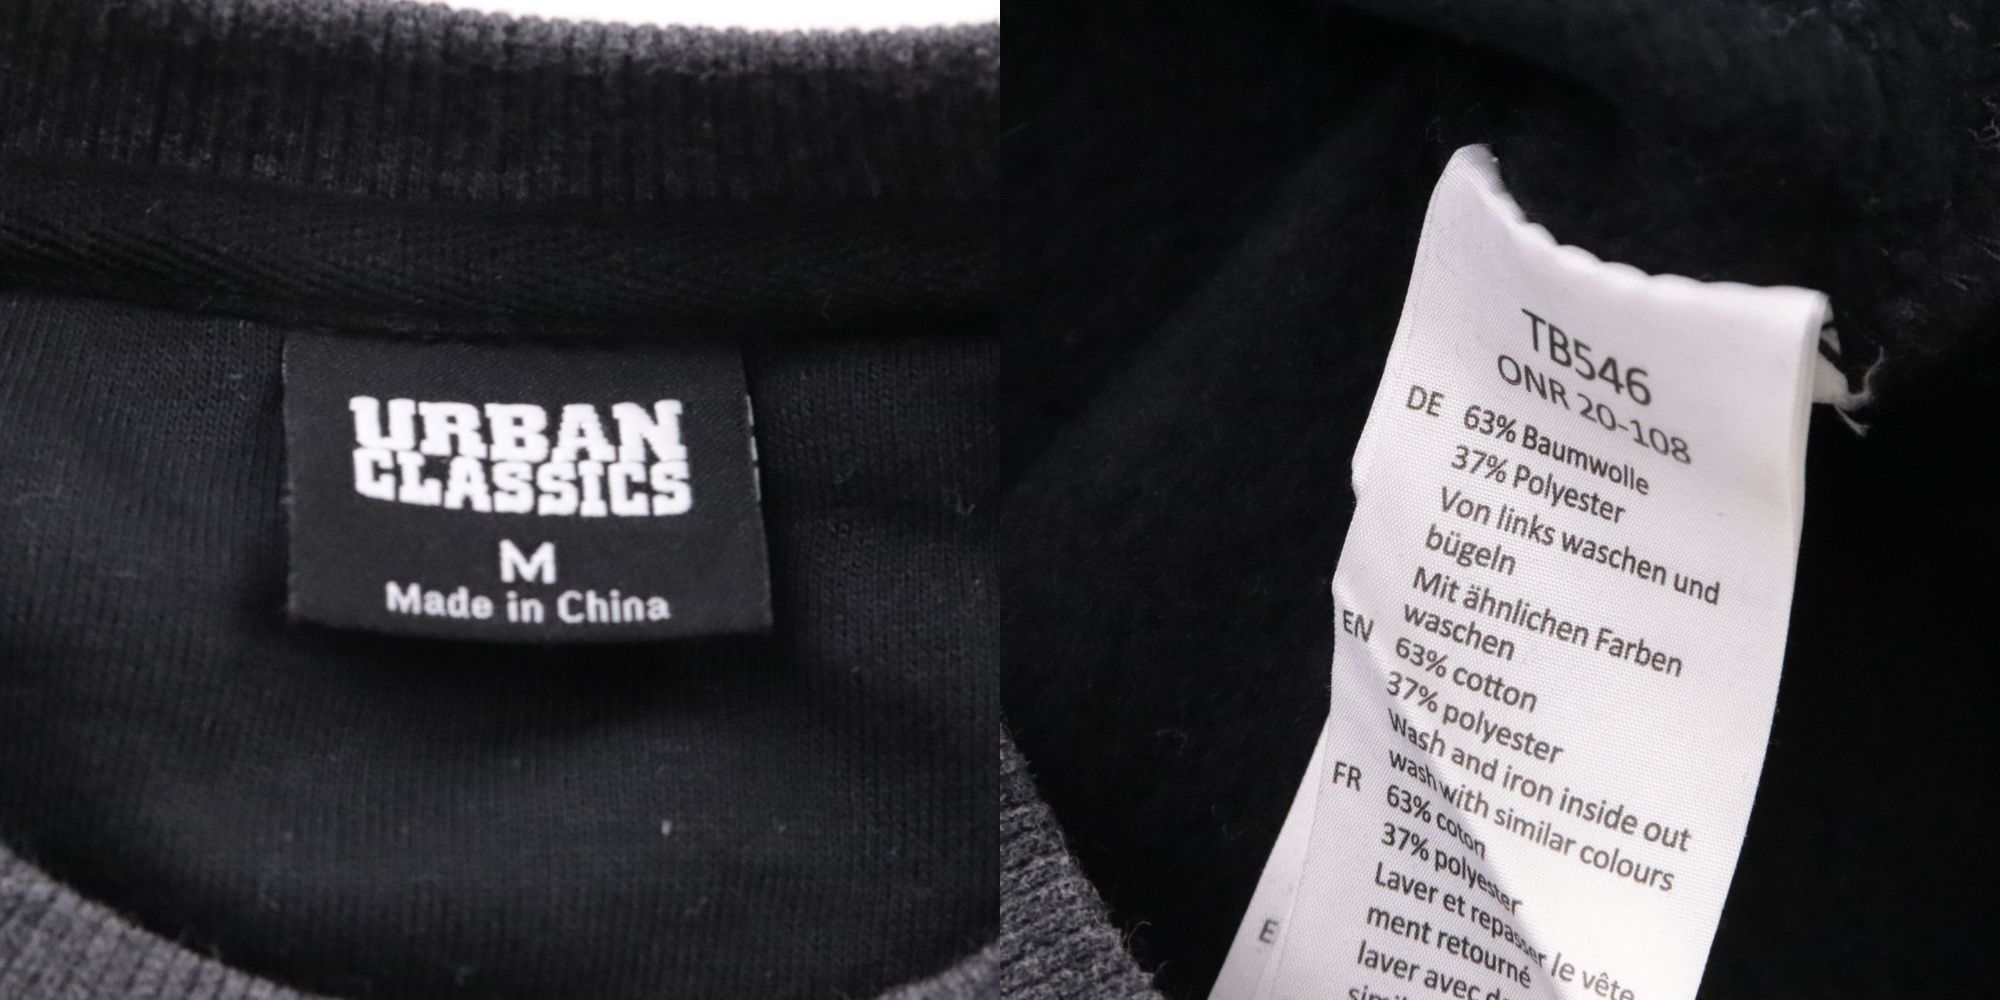 URBAN
CLASSICS
M
Made in China
TB546
ONR 20-108
DE 63% Baumwolle
37% Polyester
Von links waschen und
bügeln
Mit ähnlichen Farben
waschen
EN 63% cotton
37% polyester
Wash and iron inside out
wash with similar colours
FR 63% coton
37% polyester
Laver et repasser le vête
ment retourné
laver avec
E